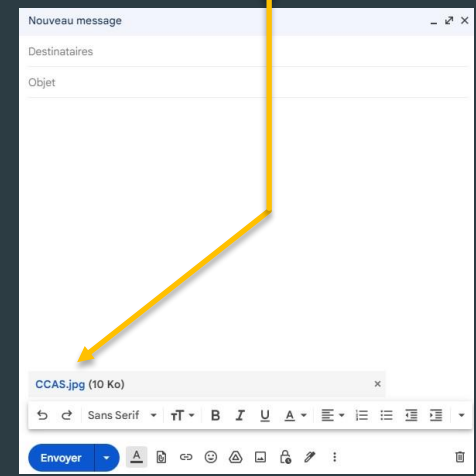 Nouveau message
Destinataires
Objet
CCAS.jpg (10 Ko)
Sans Serif
Envoyer